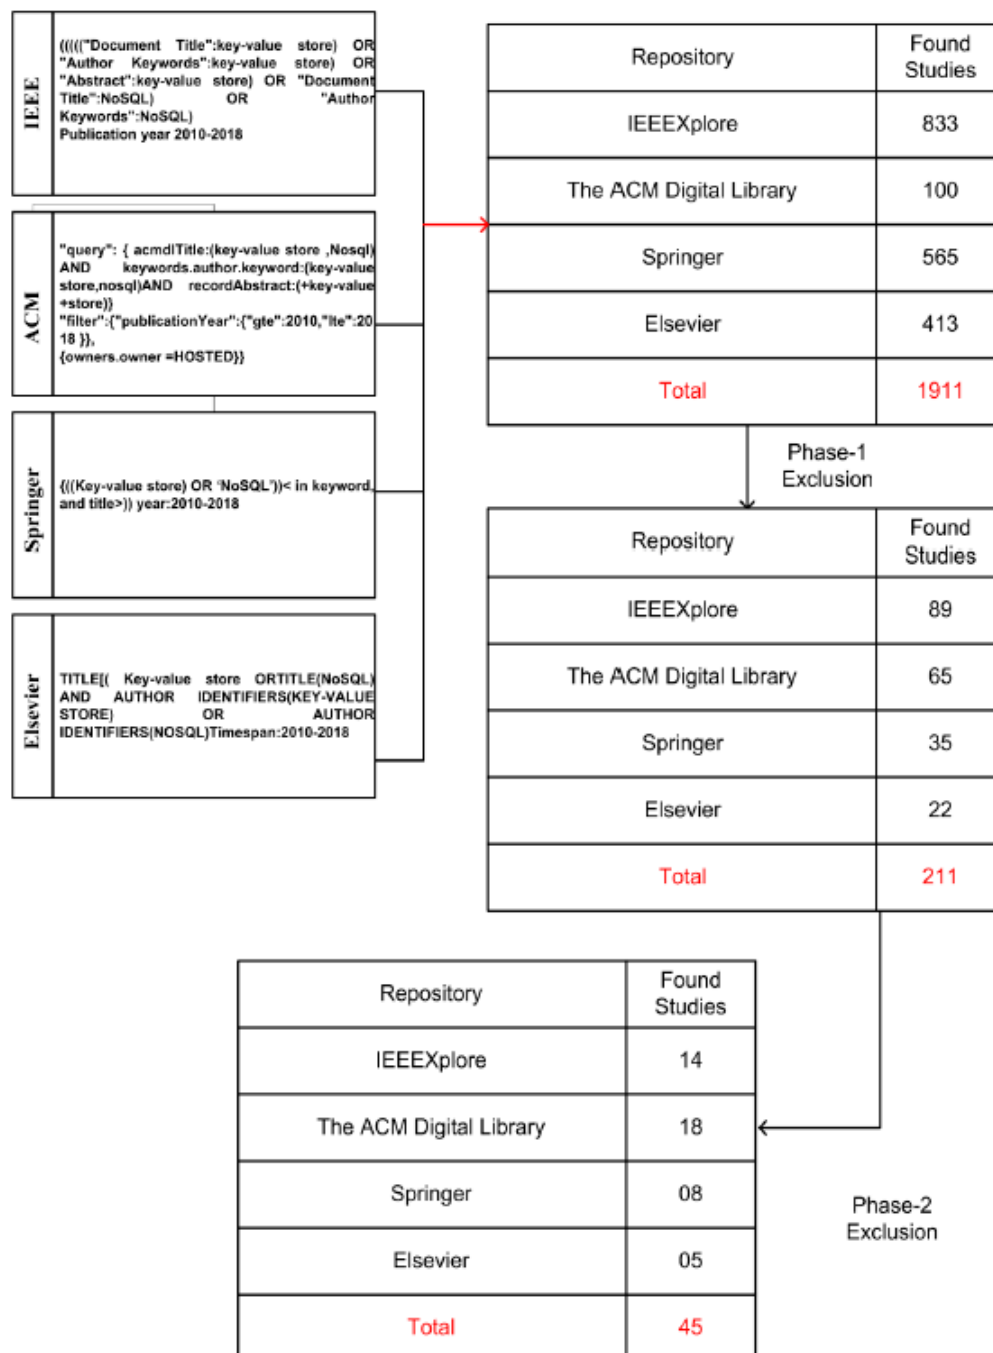 IEEE
((((("Document Title":key-value store) OR
"Author Keywords":key-value store) OR
"Abstract":key-value store) OR "Document
Title":NoSQL) OR "Author
Keywords":NoSQL)
Publication year 2010-2018
ACM
"query": { acmdlTitle:(key-value store ,Nosql)
AND keywords.author.keyword:(key-value
store,nosql)AND recordAbstract:(+key-value
+store)}
"filter":{"publicationYear":{"gte":2010,"lte":20
18 }},
{owners.owner =HOSTED}}
Springer
{((Key-value store) OR ‘NoSQL’))< in keyword,
and title>)) year:2010-2018
Elsevier
TITLE[( Key-value store ORTITLE(NoSQL)
AND AUTHOR IDENTIFIERS(KEY-VALUE
STORE) OR AUTHOR
IDENTIFIERS(NOSQL)Timespan:2010-2018
Repository Found Studies
IEEEXplore 833
The ACM Digital Library 100
Springer 565
Elsevier 413
Total 1911
Phase-1
Exclusion
Repository Found Studies
IEEEXplore 89
The ACM Digital Library 65
Springer 35
Elsevier 22
Total 211
Phase-2
Exclusion
Repository Found Studies
IEEEXplore 14
The ACM Digital Library 18
Springer 08
Elsevier 05
Total 45